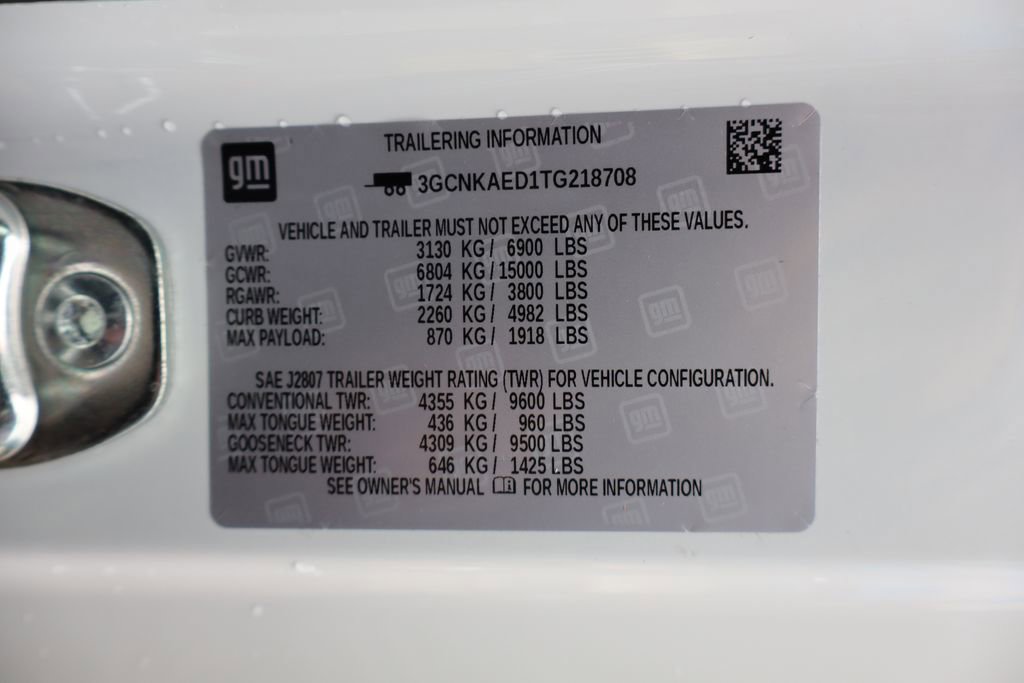 gm
TRAILERING INFORMATION
3GCNKAED1TG218708
VEHICLE AND TRAILER MUST NOT EXCEED ANY OF THESE VALUES.
GVWR: 3130 KG / 6900 LBS
GCWR: 6804 KG / 15000 LBS
RGAWR: 1724 KG / 3800 LBS
CURB WEIGHT: 2260 KG / 4982 LBS
MAX PAYLOAD: 870 KG / 1918 LBS
SAE J2807 TRAILER WEIGHT RATING (TWR) FOR VEHICLE CONFIGURATION.
CONVENTIONAL TWR: 4355 KG / 9600 LBS
MAX TONGUE WEIGHT: 436 KG / 960 LBS
GOOSENECK TWR: 4309 KG / 9500 LBS
MAX TONGUE WEIGHT: 646 KG / 1425 LBS
SEE OWNER'S MANUAL FOR MORE INFORMATION